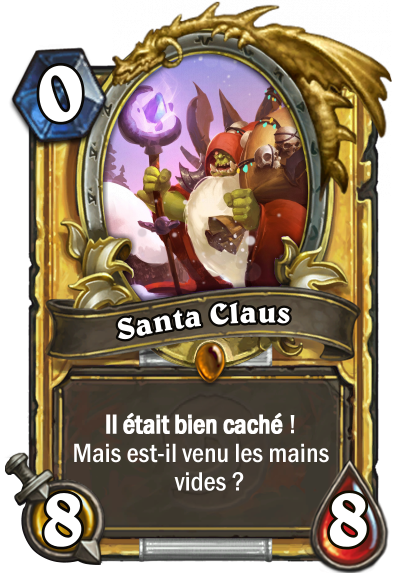 0
Santa Claus
Il était bien caché !
Mais est-il venu les mains
vides ?
8
8